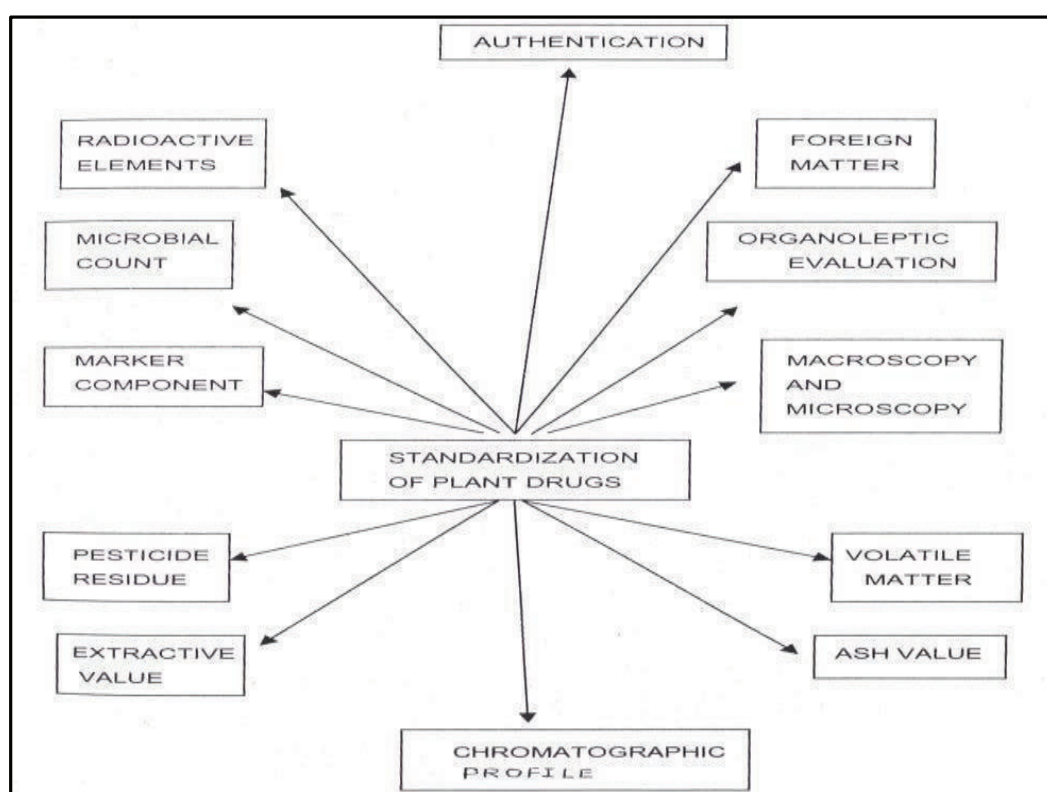 AUTHENTICATION
RADIOACTIVE
ELEMENTS
FOREIGN
MATTER
MICROBIAL
COUNT
ORGANOLEPTIC
EVALUATION
MARKER
COMPONENT
MACROSCOPY
AND
MICROSCOPY
STANDARDIZATION
OF PLANT DRUGS
PESTICIDE
RESIDUE
VOLATILE
MATTER
EXTRACTIVE
VALUE
ASH VALUE
CHROMATOGRAPHIC
PROFILE